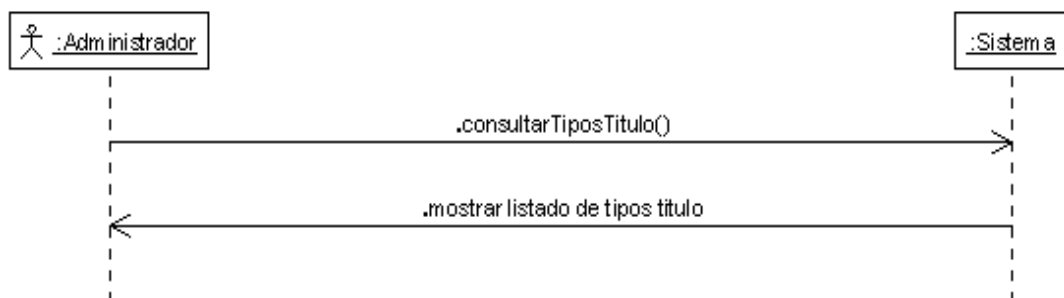 :Administrador
:Sistema
.consultarTiposTitulo()
.mostrar listado de tipos titulo